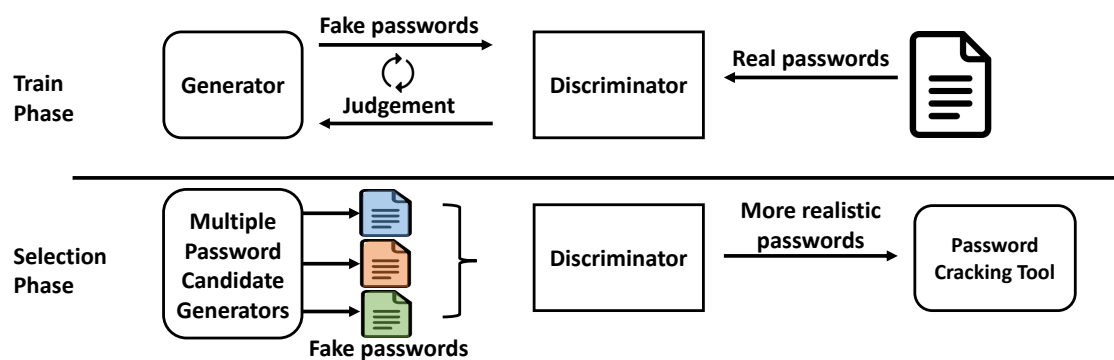 Fake passwords
Train
Phase
Generator
Judgement
Discriminator
Real passwords
Selection
Phase
Multiple
Password
Candidate
Generators
Fake passwords
Discriminator
More realistic
passwords
Password
Cracking Tool